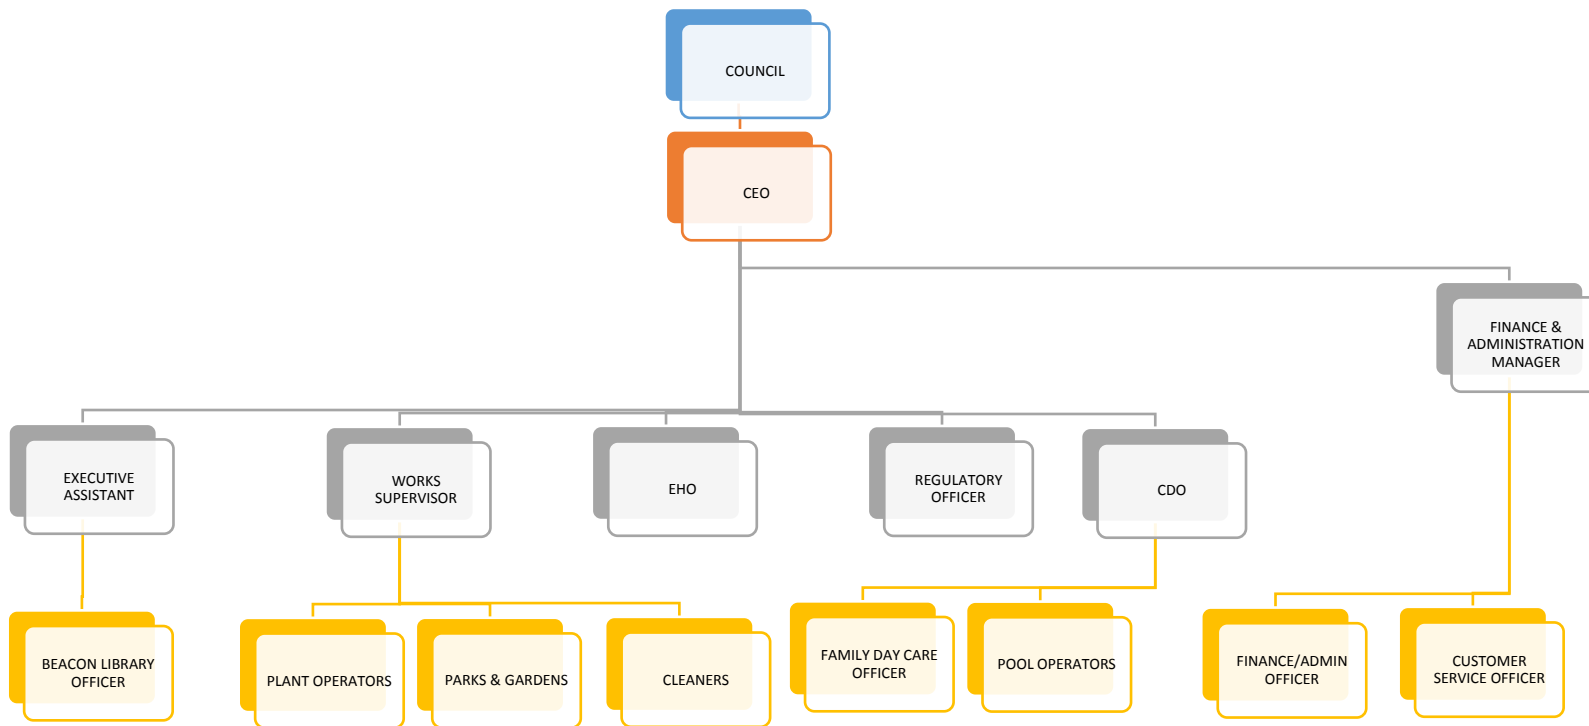 COUNCIL
CEO
FINANCE &
ADMINISTRATION
MANAGER
EXECUTIVE
ASSISTANT
WORKS
SUPERVISOR
EHO
REGULATORY
OFFICER
CDO
BEACON LIBRARY
OFFICER
PLANT OPERATORS
PARKS & GARDENS
CLEANERS
FAMILY DAY CARE
OFFICER
POOL OPERATORS
FINANCE/ADMIN
OFFICER
CUSTOMER
SERVICE OFFICER